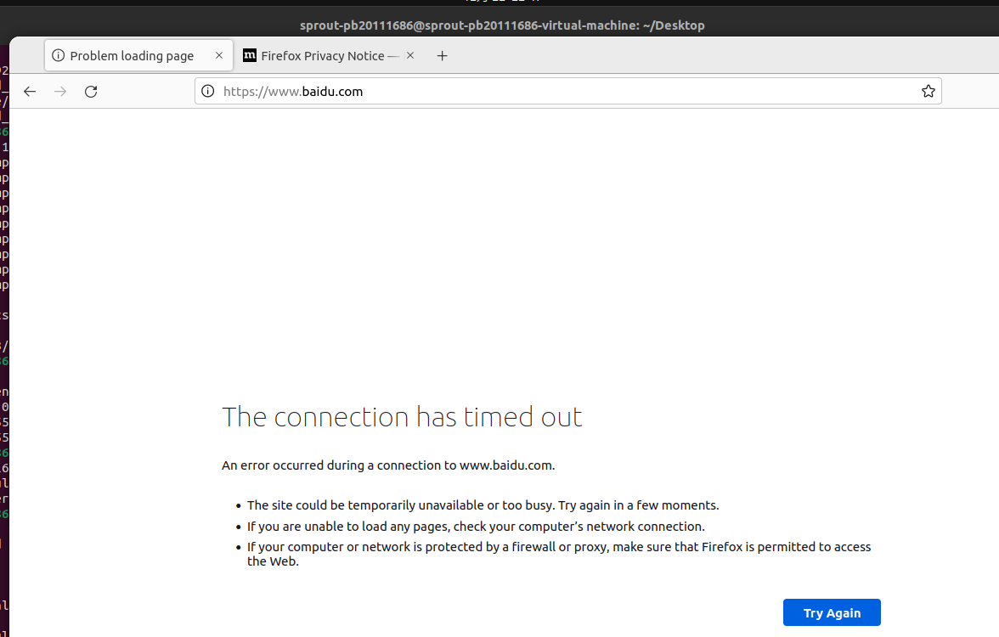 sprout-pb20111686@sprout-pb20111686-virtual-machine: ~/Desktop
Problem loading page
Firefox Privacy Notice —
https://www.baidu.com
The connection has timed out
An error occurred during a connection to www.baidu.com.
• The site could be temporarily unavailable or too busy. Try again in a few moments.
• If you are unable to load any pages, check your computer’s network connection.
• If your computer or network is protected by a firewall or proxy, make sure that Firefox is permitted to access
the Web.
Try Again